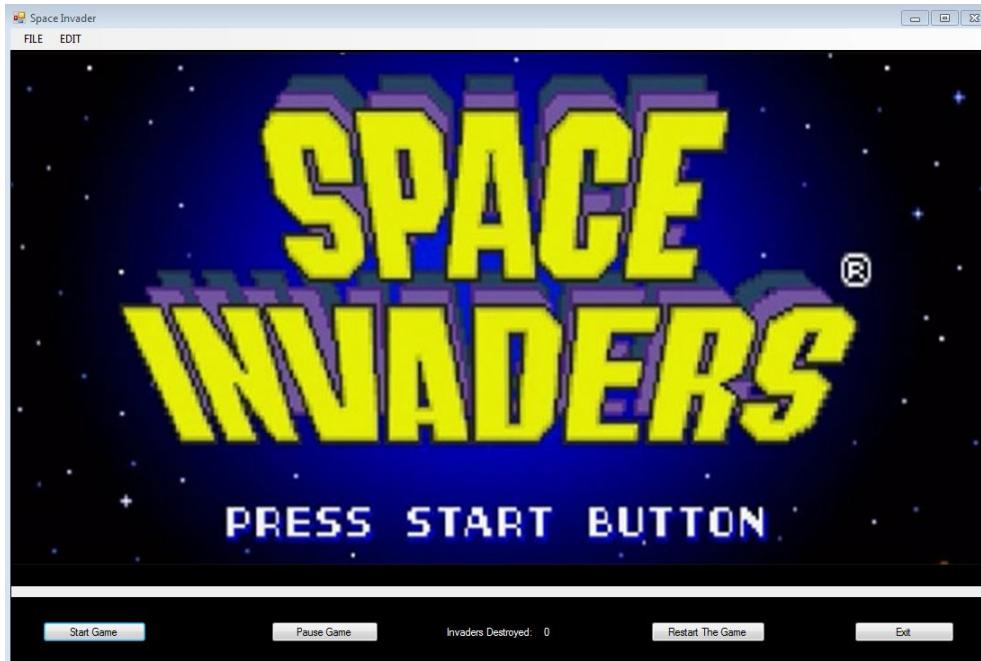 Space Invader
FILE EDIT
SPACE
INVADERS
®
PRESS START BUTTON
Start Game Pause Game Invaders Destroyed: 0 Restart The Game Exit